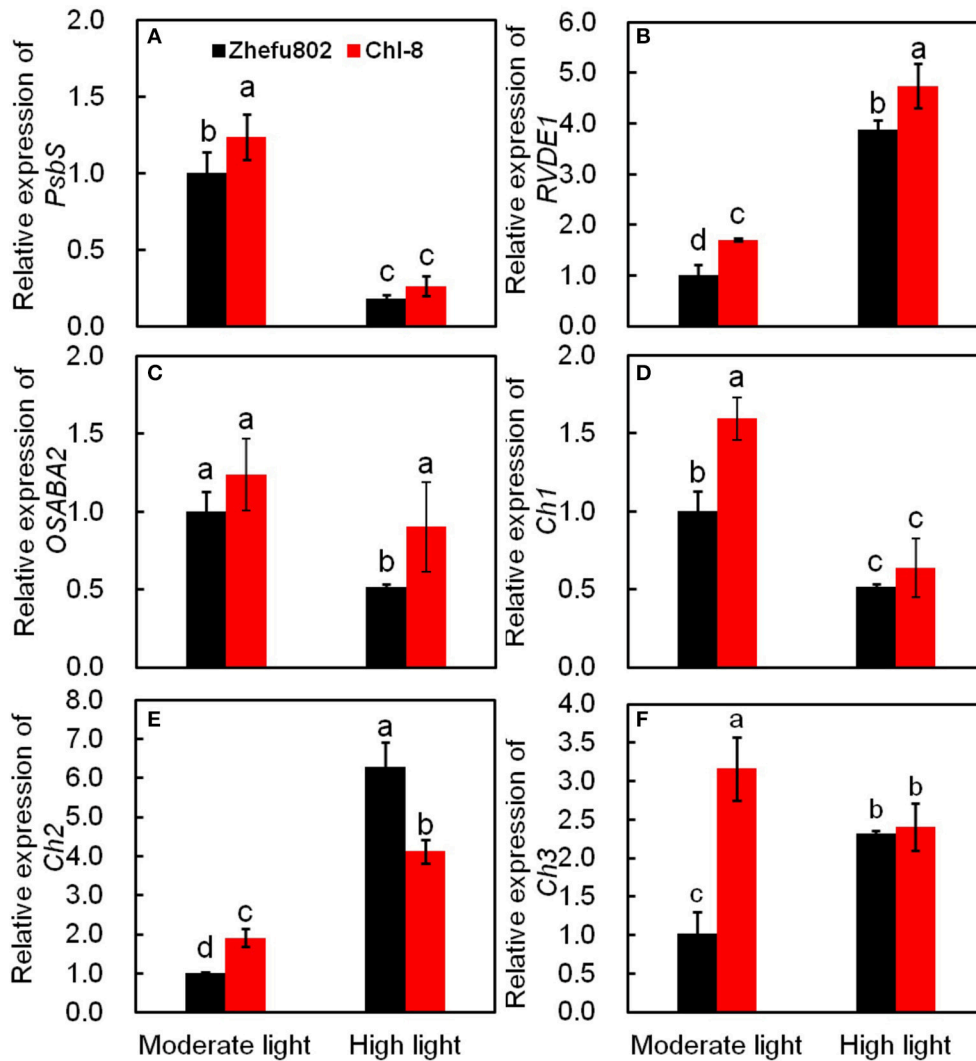 A
Zhefu802 Chl-8
Relative expression of
PsbS
2.0
1.5
1.0
0.5
0.0
b
a
c
c
B
Relative expression of
RVDE1
6.0
5.0
4.0
3.0
2.0
1.0
0.0
d
c
b
a
C
Relative expression of
OSABA2
2.0
1.5
1.0
0.5
0.0
a
a
b
a
D
Relative expression of
Ch1
2.0
1.5
1.0
0.5
0.0
b
a
c
c
E
Relative expression of
Ch2
8.0
7.0
6.0
5.0
4.0
3.0
2.0
1.0
0.0
d
c
a
b
Moderate light High light
F
Relative expression of
Ch3
4.0
3.5
3.0
2.5
2.0
1.5
1.0
0.5
0.0
c
a
b
b
Moderate light High light